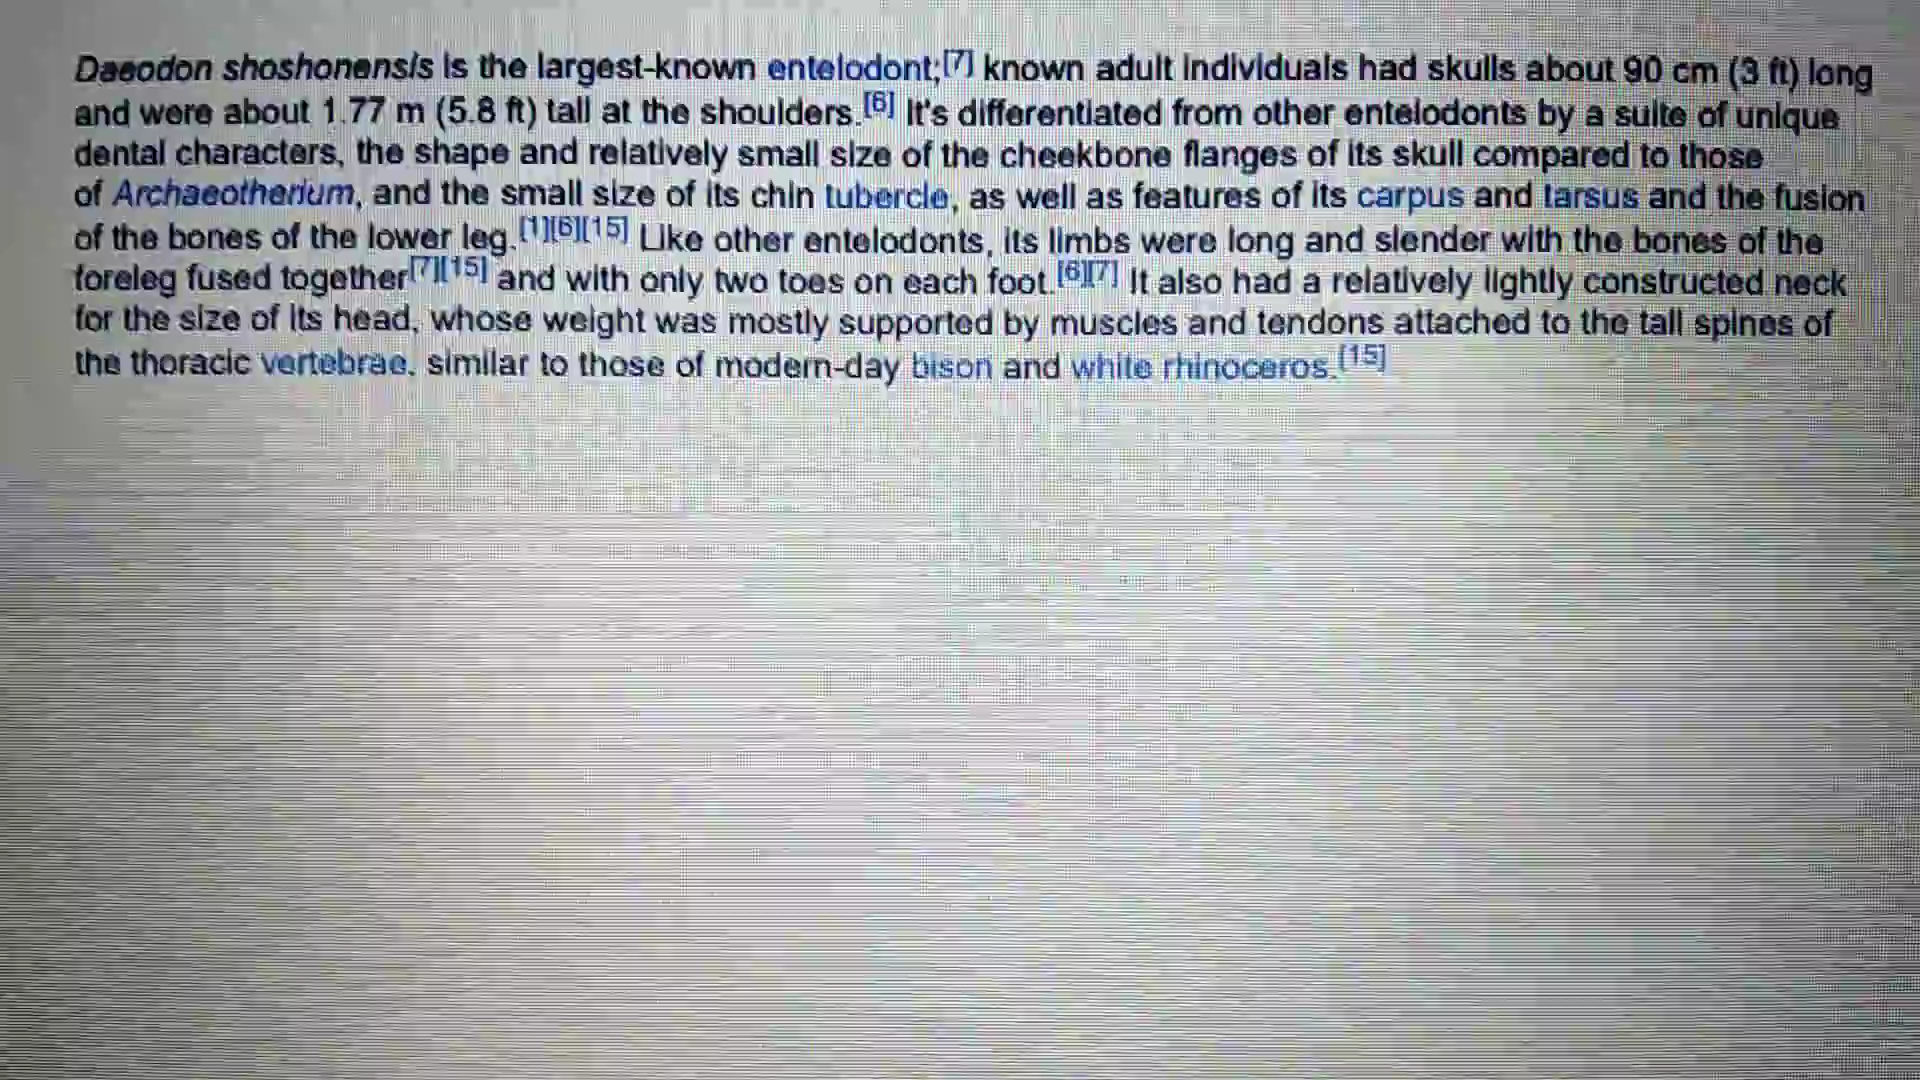 Daeodon shoshonensis is the largest-known entelodont;[7] known adult individuals had skulls about 90 cm (3 ft) long
and were about 1.77 m (5.8 ft) tall at the shoulders.[6] It's differentiated from other entelodonts by a suite of unique
dental characters, the shape and relatively small size of the cheekbone flanges of its skull compared to those
of Archaeotherium, and the small size of its chin tubercle, as well as features of its carpus and tarsus and the fusion
of the bones of the lower leg.[1][6][15] Like other entelodonts, its limbs were long and slender with the bones of the
foreleg fused together[7][15] and with only two toes on each foot.[6][7] It also had a relatively lightly constructed neck
for the size of its head, whose weight was mostly supported by muscles and tendons attached to the tall spines of
the thoracic vertebrae, similar to those of modern-day bison and white rhinoceros.[15]